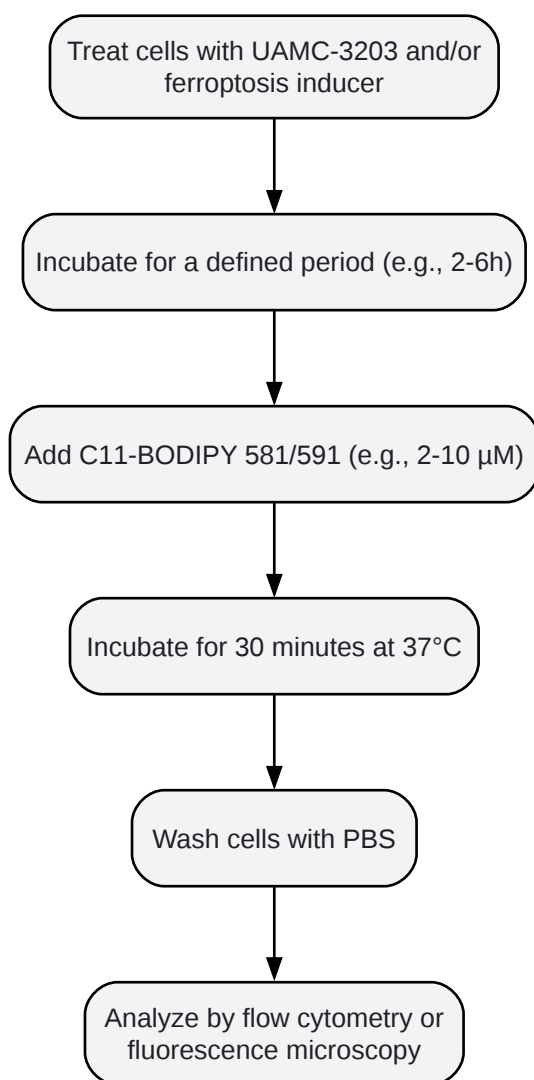 Treat cells with UAMC-3203 and/or
ferroptosis inducer
Incubate for a defined period (e.g., 2-6h)
Add C11-BODIPY 581/591 (e.g., 2-10 µM)
Incubate for 30 minutes at 37°C
Wash cells with PBS
Analyze by flow cytometry or
fluorescence microscopy